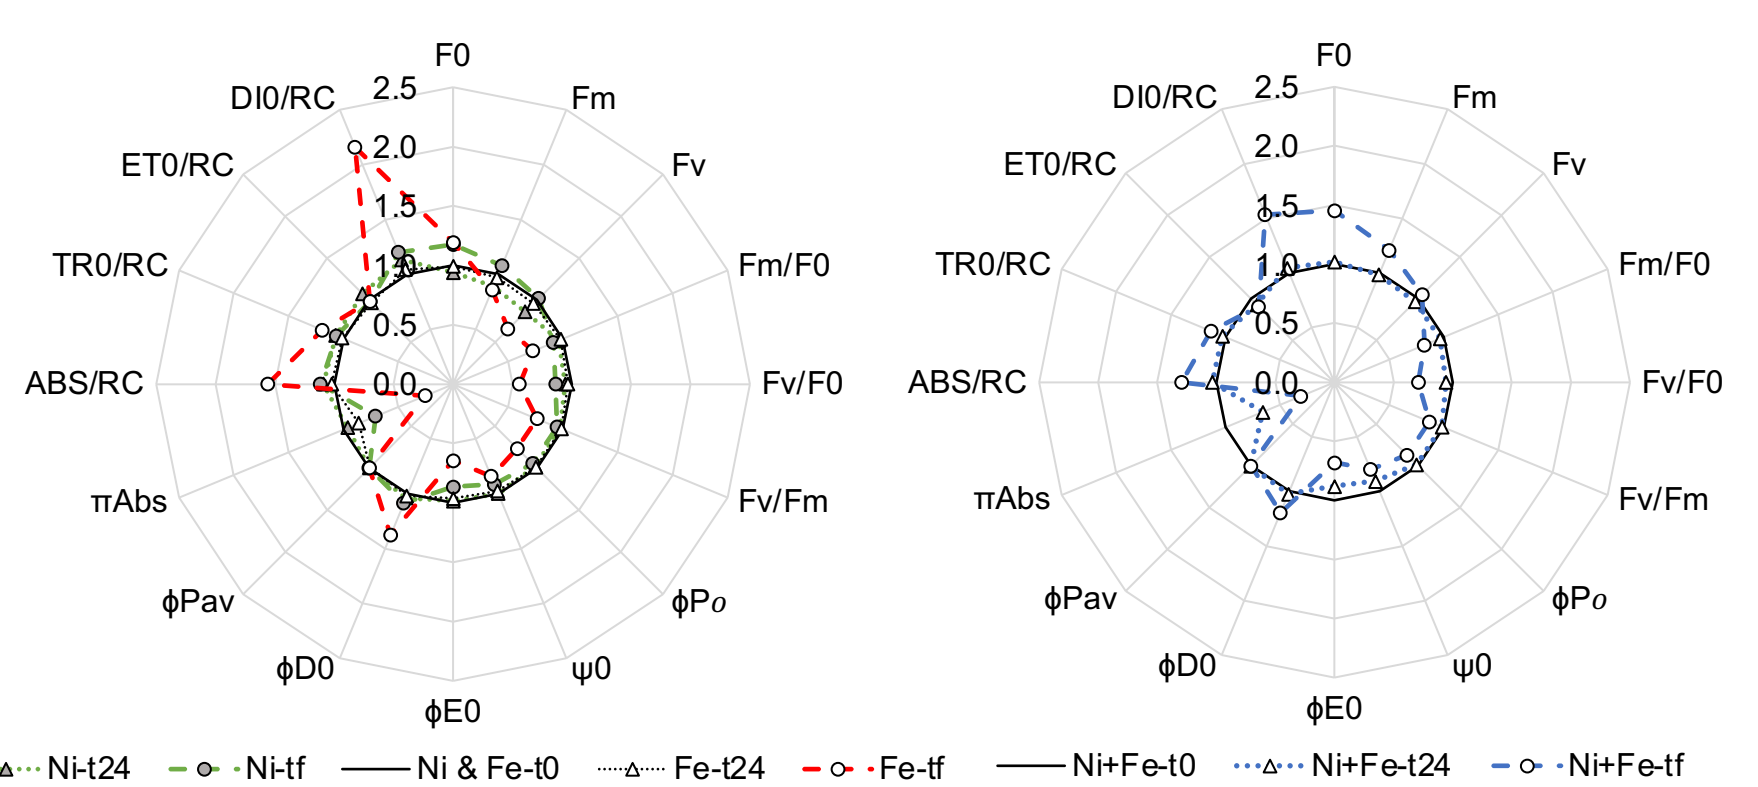 F0
Fm
Fv
Fm/F0
Fv/F0
Fv/Fm
ϕPo
ψ0
ϕE0
ϕD0
ϕPav
πAbs
ABS/RC
TR0/RC
ET0/RC
DI0/RC
2.5
2.0
1.5
1.0
0.5
0.0
F0
Fm
Fv
Fm/F0
Fv/F0
Fv/Fm
ϕPo
ψ0
ϕE0
ϕD0
ϕPav
πAbs
ABS/RC
TR0/RC
ET0/RC
DI0/RC
2.5
2.0
1.5
1.0
0.5
0.0
Ni-t24 Ni-tf Ni & Fe-t0 Fe-t24 Fe-tf Ni+Fe-t0 Ni+Fe-t24 Ni+Fe-tf